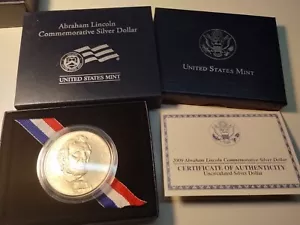 Abraham Lincoln
Commemorative Silver Dollar
UNITED STATES MINT
UNITED STATES MINT
2009 Abraham Lincoln Commemorative Silver Dollar
CERTIFICATE OF AUTHENTICITY
Uncirculated Silver Dollar